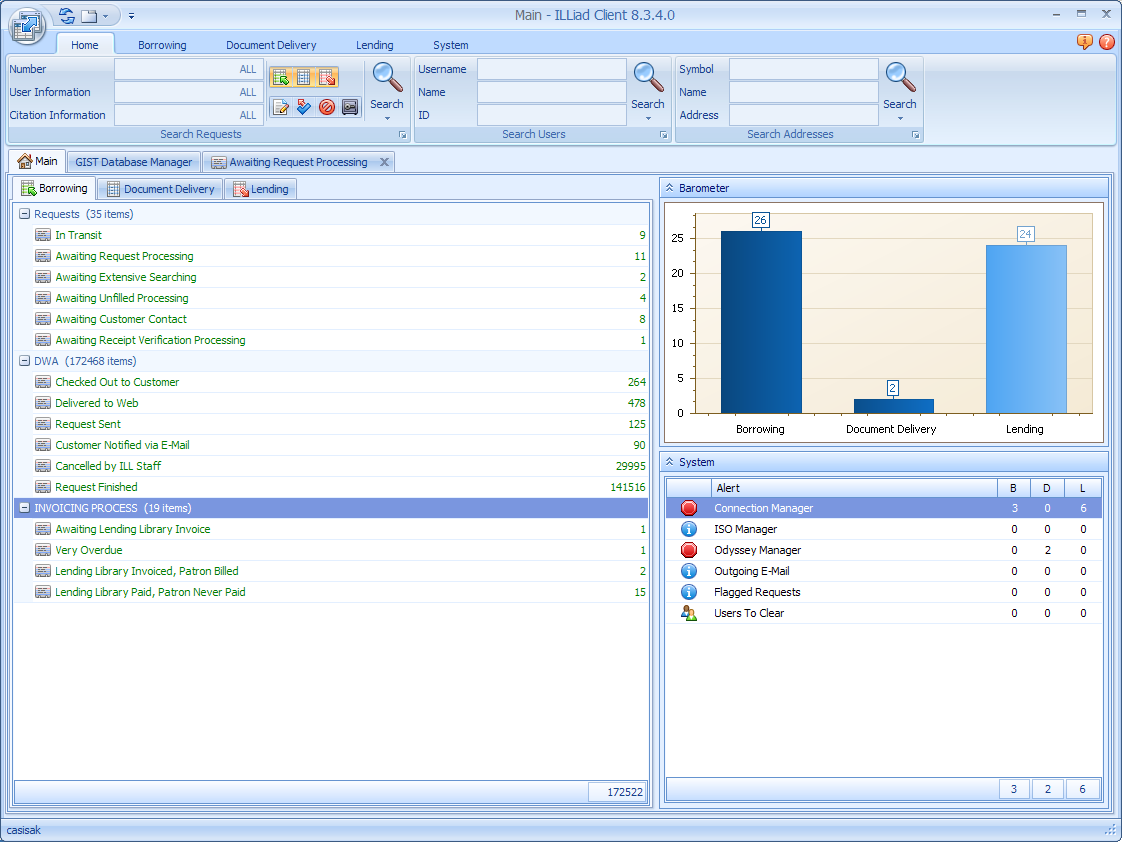 Main - ILLiad Client 8.3.4.0
Home Borrowing Document Delivery Lending System
Number ALL
User Information ALL
Citation Information ALL
Search
Search Requests
Username
Name
ID
Search
Search Users
Symbol
Name
Address
Search
Search Addresses
Main GIST Database Manager Awaiting Request Processing
Borrowing Document Delivery Lending
Requests (35 items)
In Transit 9
Awaiting Request Processing 11
Awaiting Extensive Searching 2
Awaiting Unfilled Processing 4
Awaiting Customer Contact 8
Awaiting Receipt Verification Processing 1
DWA (172468 items)
Checked Out to Customer 264
Delivered to Web 478
Request Sent 125
Customer Notified via E-Mail 90
Cancelled by ILL Staff 29995
Request Finished 141516
INVOICING PROCESS (19 items)
Awaiting Lending Library Invoice 1
Very Overdue 1
Lending Library Invoiced, Patron Billed 2
Lending Library Paid, Patron Never Paid 15
172522
Barometer
26
24
2
25
20
15
10
5
0
Borrowing Document Delivery Lending
System
Alert B D L
Connection Manager 3 0 6
ISO Manager 0 0 0
Odyssey Manager 0 2 0
Outgoing E-Mail 0 0 0
Flagged Requests 0 0 0
Users To Clear 0 0 0
3 2 6
casisak